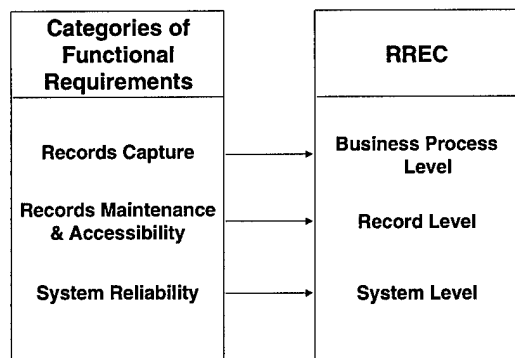 Categories of
Functional
Requirements
RREC
Records Capture
Business Process
Level
Records Maintenance
& Accessibility
Record Level
System Reliability
System Level